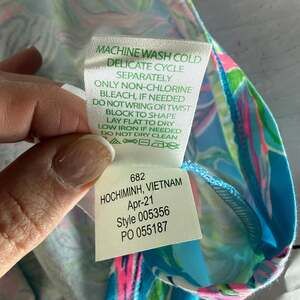 MACHINE WASH COLD
DELICATE CYCLE
SEPARATELY
ONLY NON-CHLORINE
BLEACH, IF NEEDED
DO NOT WRING OR TWIST
BLOCK TO SHAPE
LAY FLAT TO DRY
LOW IRON IF NEEDED
DO NOT DRY CLEAN
682
HOCHIMINH, VIETNAM
Apr-21
Style 005356
PO 055187